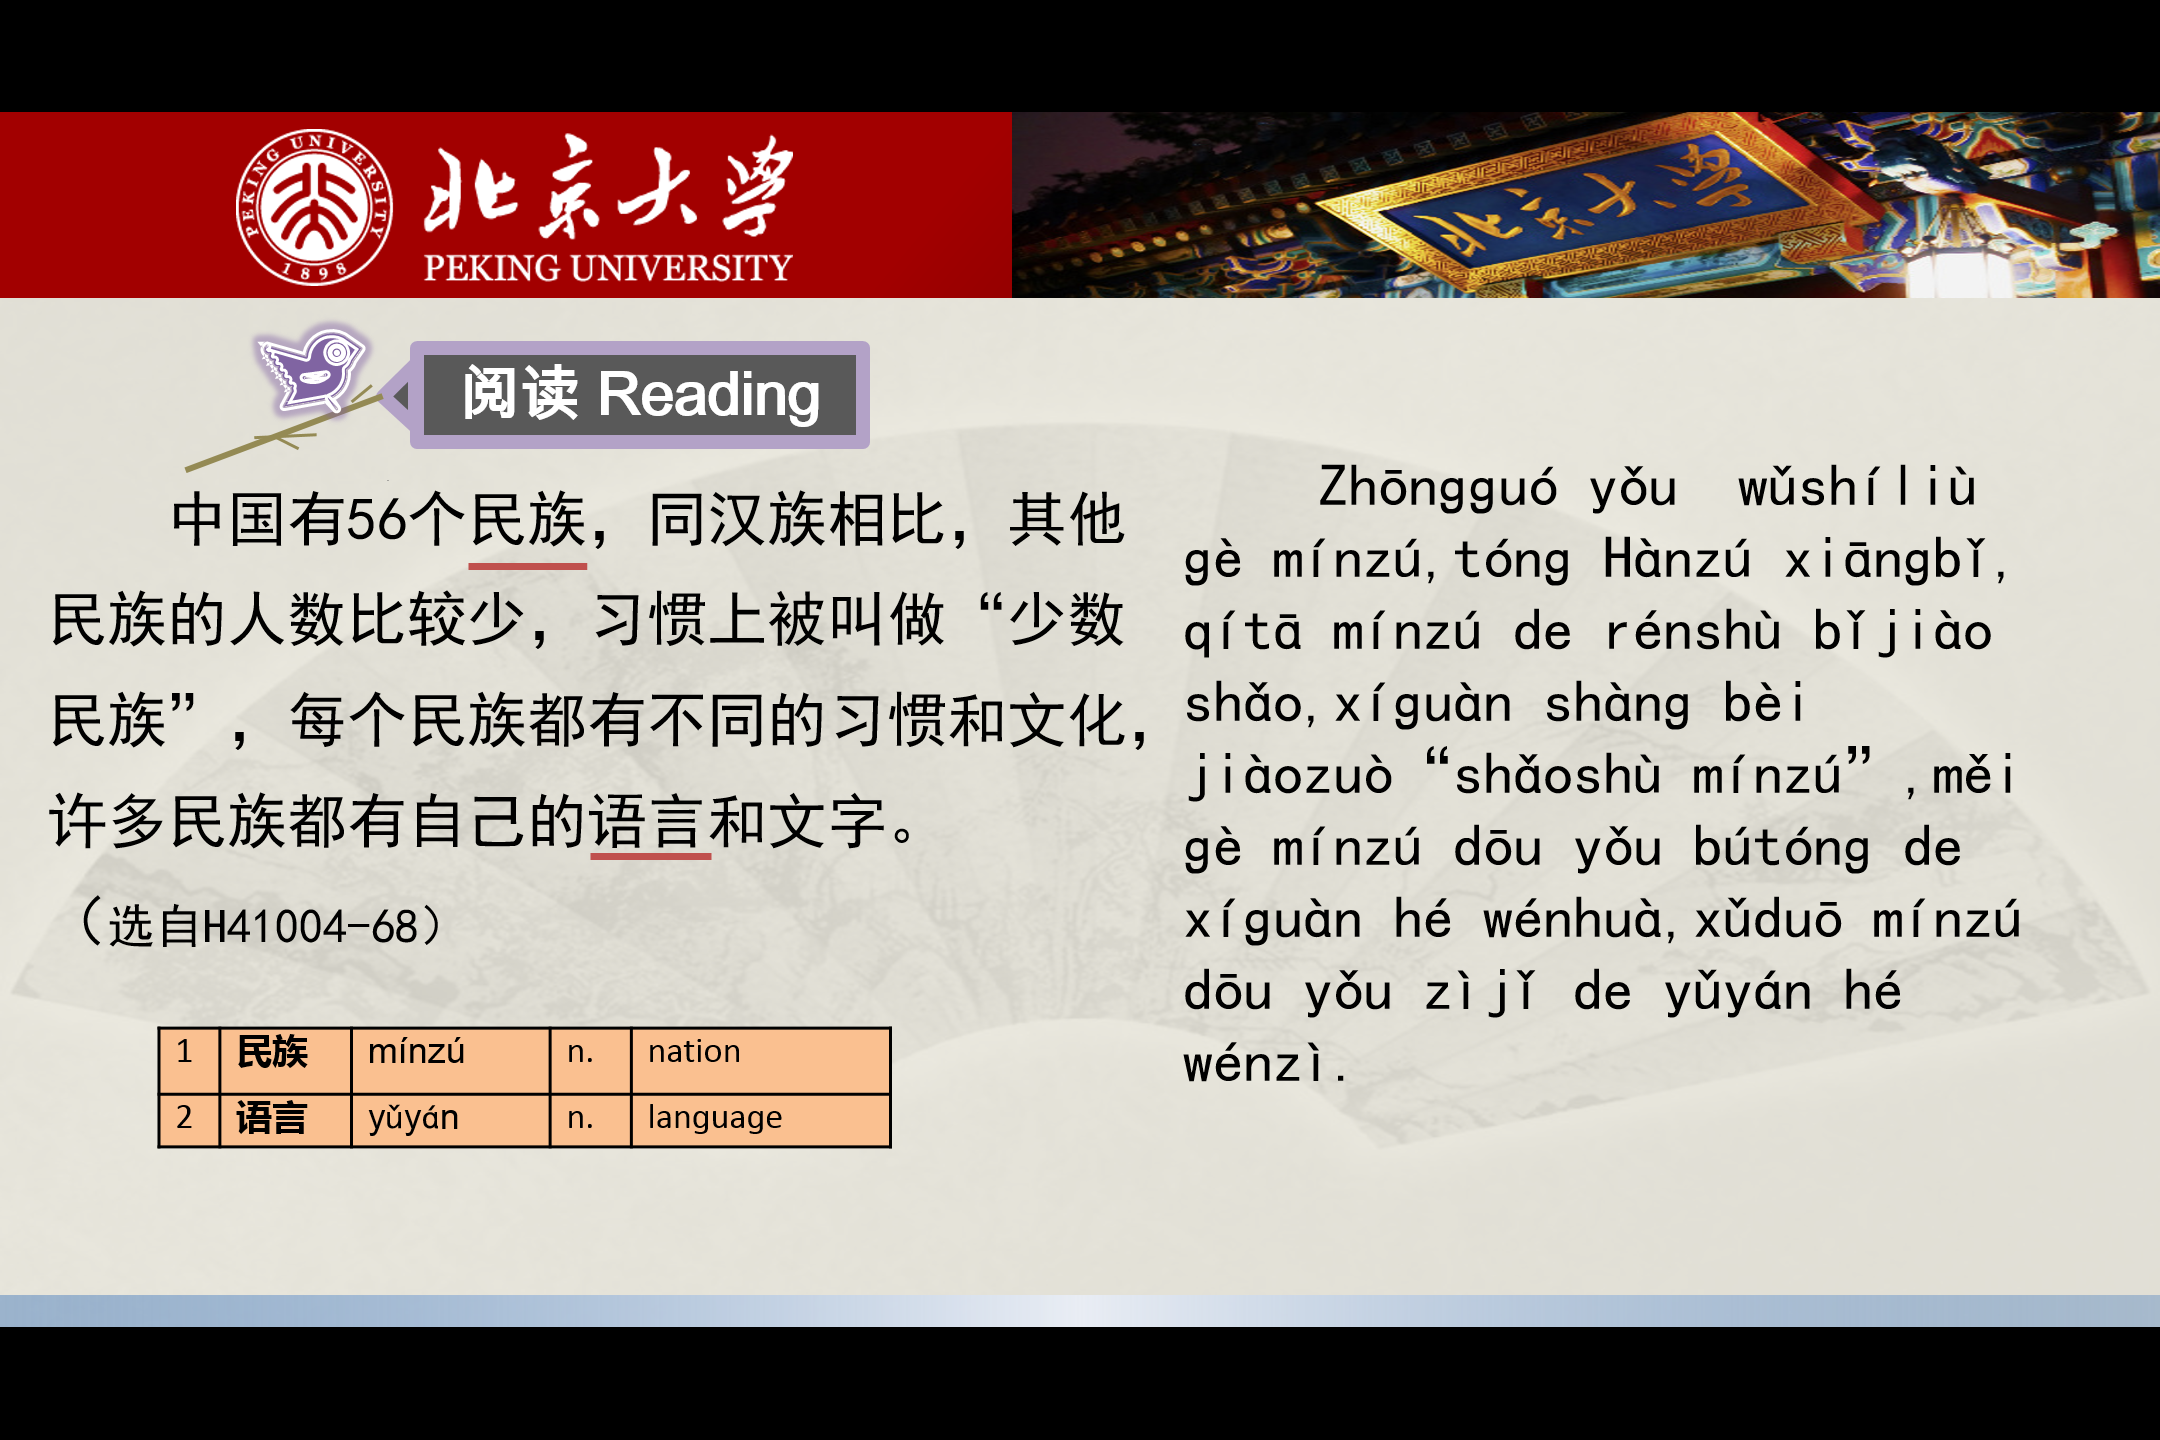 PEKING UNIVERSITY
1898
北京大学
PEKING UNIVERSITY
北京大学
阅读 Reading
中国有56个民族，同汉族相比，其他
民族的人数比较少，习惯上被叫做“少数
民族”，每个民族都有不同的习惯和文化，
许多民族都有自己的语言和文字。
（选自H41004-68）
1 民族 mínzú n. nation
2 语言 yǔyán n. language
Zhōngguó yǒu wǔshíliù
gè mínzú,tóng Hànzú xiāngbǐ,
qítā mínzú de rénshù bǐjiào
shǎo,xíguàn shàng bèi
jiàozuò“shǎoshù mínzú”,měi
gè mínzú dōu yǒu bútóng de
xíguàn hé wénhuà,xǔduō mínzú
dōu yǒu zìjǐ de yǔyán hé
wénzì.